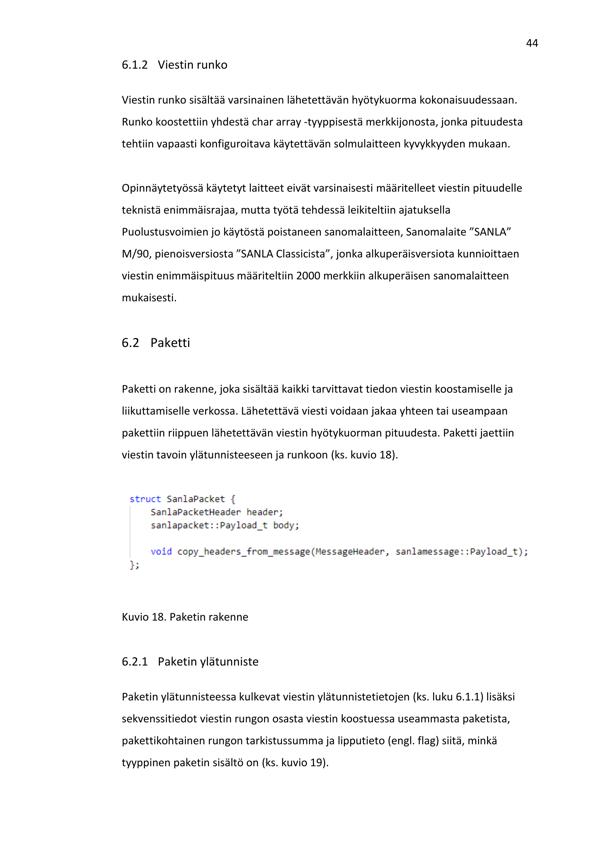 44
6.1.2 Viestin runko
Viestin runko sisältää varsinainen lähetettävän hyötykuorma kokonaisuudessaan.
Runko koostettiin yhdestä char array -tyyppisestä merkkijonosta, jonka pituudesta
tehtiin vapaasti konfiguroitava käytettävän solmulaitteen kyvykkyyden mukaan.
Opinnäytetyössä käytetyt laitteet eivät varsinaisesti määritelleet viestin pituudelle
teknistä enimmäisrajaa, mutta työtä tehdessä leikiteltiin ajatuksella
Puolustusvoimien jo käytöstä poistaneen sanomalaitteen, Sanomalaite ”SANLA”
M/90, pienoisversiosta ”SANLA Classicista”, jonka alkuperäisversiota kunnioittaen
viestin enimmäispituus määriteltiin 2000 merkkiin alkuperäisen sanomalaitteen
mukaisesti.
6.2 Paketti
Paketti on rakenne, joka sisältää kaikki tarvittavat tiedon viestin koostamiselle ja
liikuttamiselle verkossa. Lähetettävä viesti voidaan jakaa yhteen tai useampaan
pakettiin riippuen lähetettävän viestin hyötykuorman pituudesta. Paketti jaettiin
viestin tavoin ylätunnisteeseen ja runkoon (ks. kuvio 18).
struct SanlaPacket {
SanlaPacketHeader header;
sanlapacket::Payload_t body;
void copy_headers_from_message(MessageHeader, sanlamessage::Payload_t);
};
Kuvio 18. Paketin rakenne
6.2.1 Paketin ylätunniste
Paketin ylätunnisteessa kulkevat viestin ylätunnistetietojen (ks. luku 6.1.1) lisäksi
sekvenssitiedot viestin rungon osasta viestin koostuessa useammasta paketista,
pakettikohtainen rungon tarkistussumma ja lipputieto (engl. flag) siitä, minkä
tyyppinen paketin sisältö on (ks. kuvio 19).